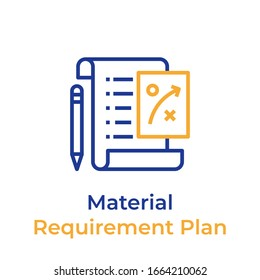 Material
Requirement Plan
shutterstock.com · 1664210062